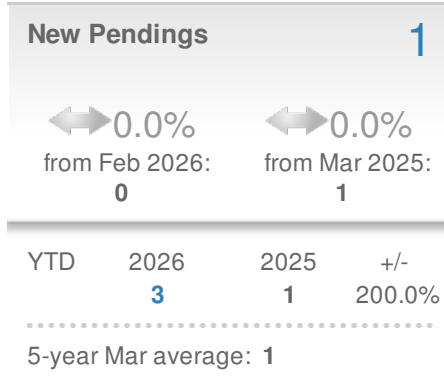 New Pendings 1
0.0% 0.0%
from Feb 2026: from Mar 2025:
0 1
YTD 2026 2025 +/-
3 1 200.0%
5-year Mar average: 1